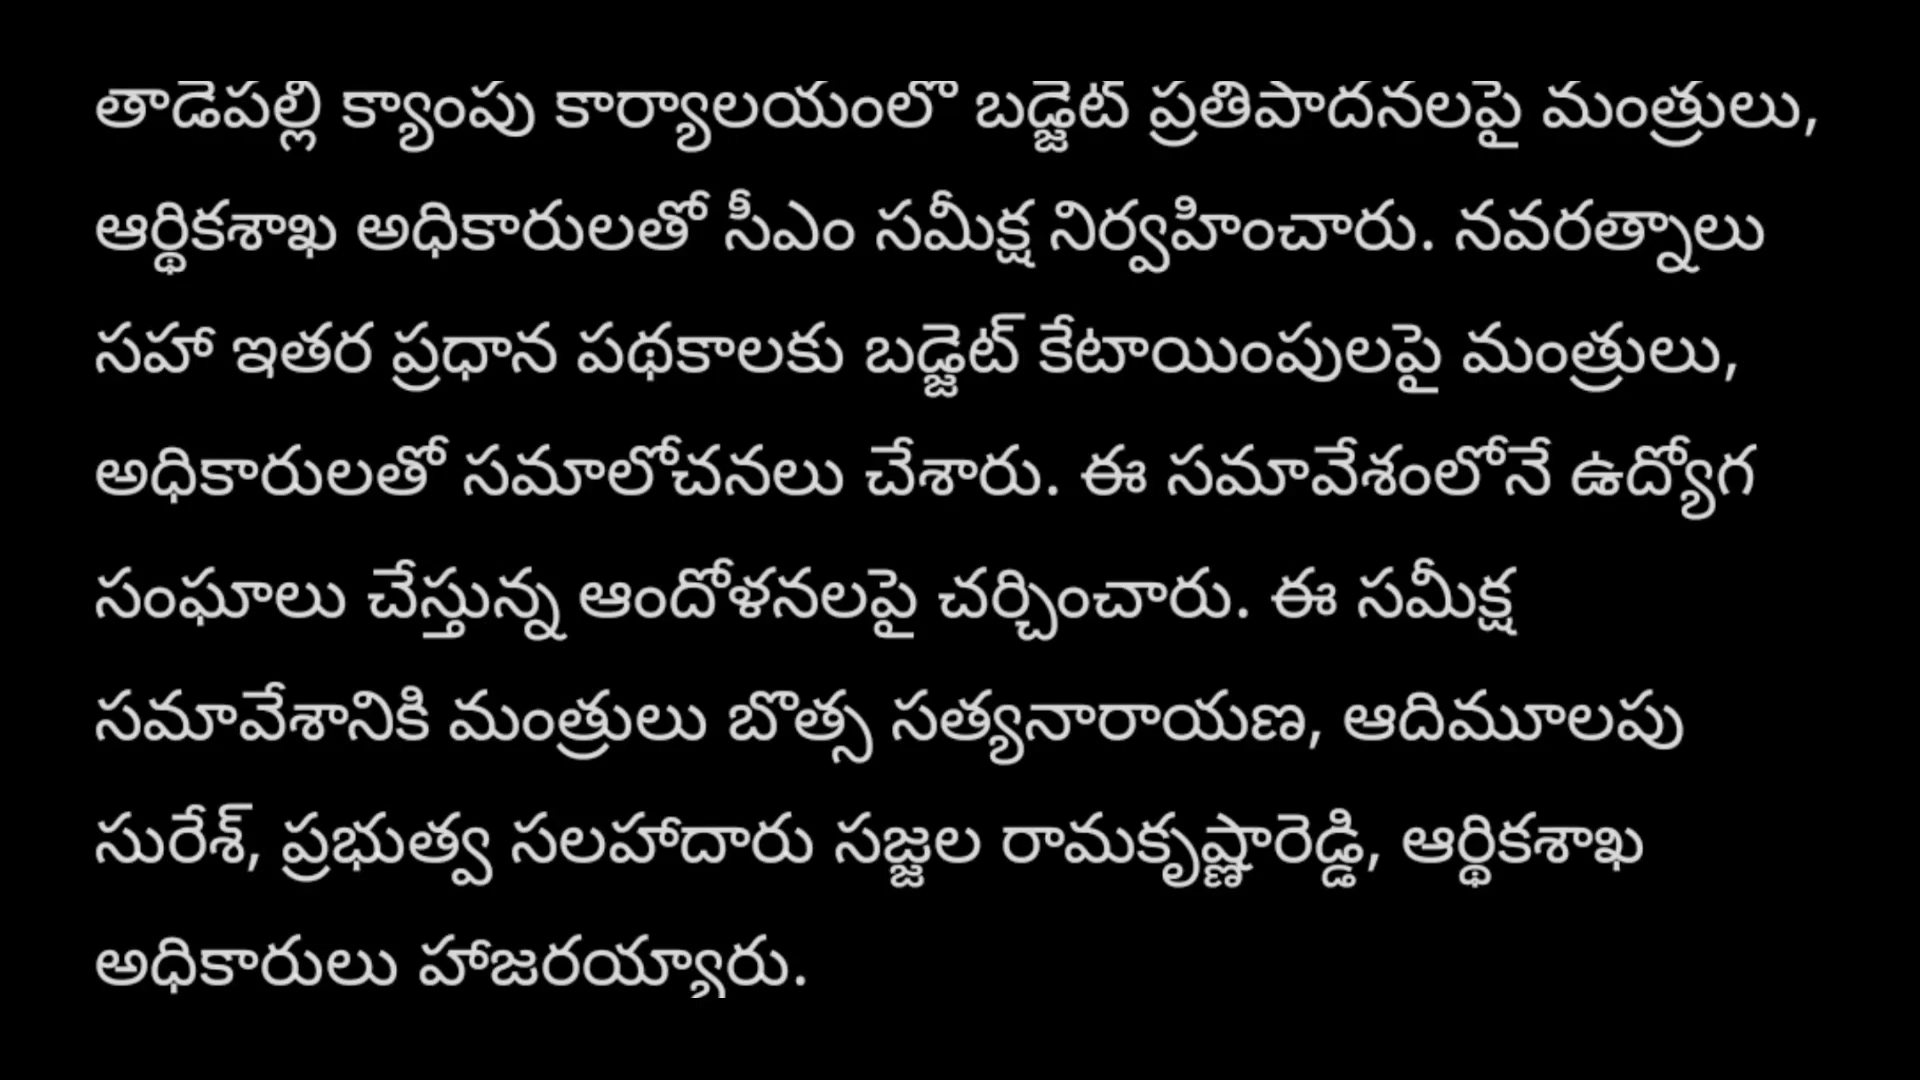 తాడేపల్లి క్యాంపు కార్యాలయంలో బడ్జెట్ ప్రతిపాదనలపై మంత్రులు,
ఆర్థికశాఖ అధికారులతో సీఎం సమీక్ష నిర్వహించారు. నవరత్నాలు
సహా ఇతర ప్రధాన పథకాలకు బడ్జెట్ కేటాయింపులపై మంత్రులు,
అధికారులతో సమాలోచనలు చేశారు. ఈ సమావేశంలోనే ఉద్యోగ
సంఘాలు చేస్తున్న ఆందోళనలపై చర్చించారు. ఈ సమీక్ష
సమావేశానికి మంత్రులు బొత్స సత్యనారాయణ, ఆదిమూలపు
సురేశ్, ప్రభుత్వ సలహాదారు సజ్జల రామకృష్ణారెడ్డి, ఆర్థికశాఖ
అధికారులు హాజరయ్యారు.